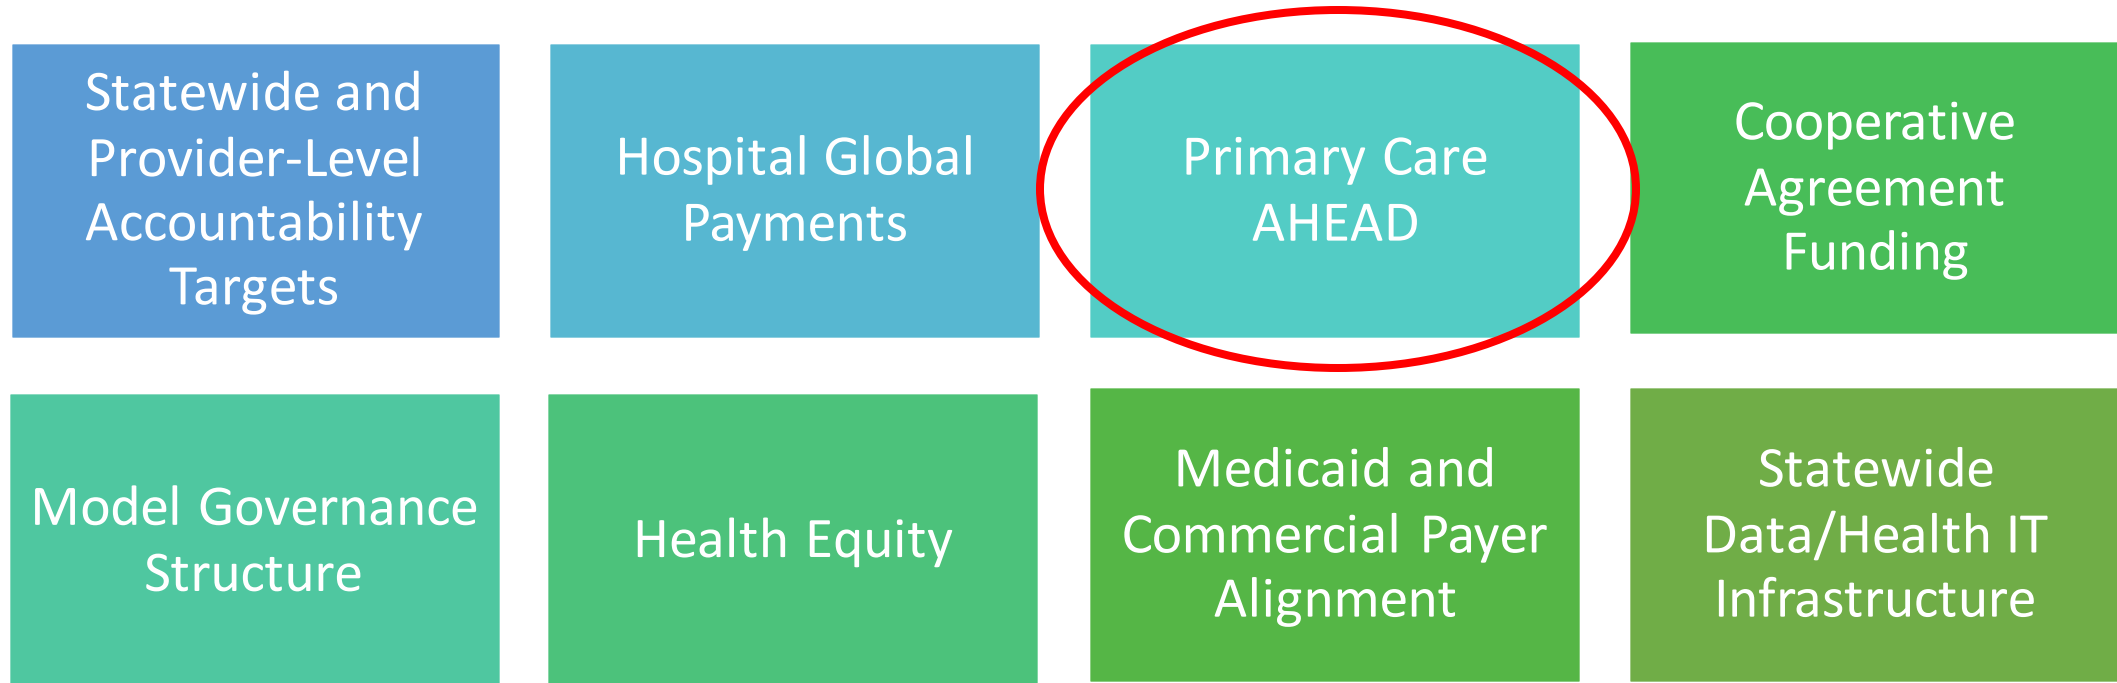 Statewide and
Provider-Level
Accountability
Targets
Hospital Global
Payments
Primary Care
AHEAD
Cooperative
Agreement
Funding
Model Governance
Structure
Health Equity
Medicaid and
Commercial Payer
Alignment
Statewide
Data/Health IT
Infrastructure